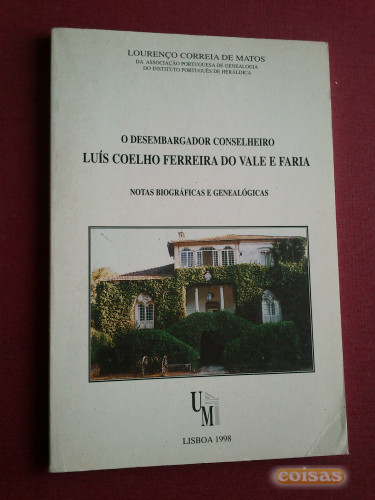 LOURENÇO CORREIA DE MATOS
DA ASSOCIAÇÃO PORTUGUESA DE GENEALOGIA
DO INSTITUTO PORTUGUÊS DE HERÁLDICA
O DESEMBARGADOR CONSELHEIRO
LUÍS COELHO FERREIRA DO VALE E FARIA
NOTAS BIOGRÁFICAS E GENEALÓGICAS
UM
LISBOA 1998
coisas